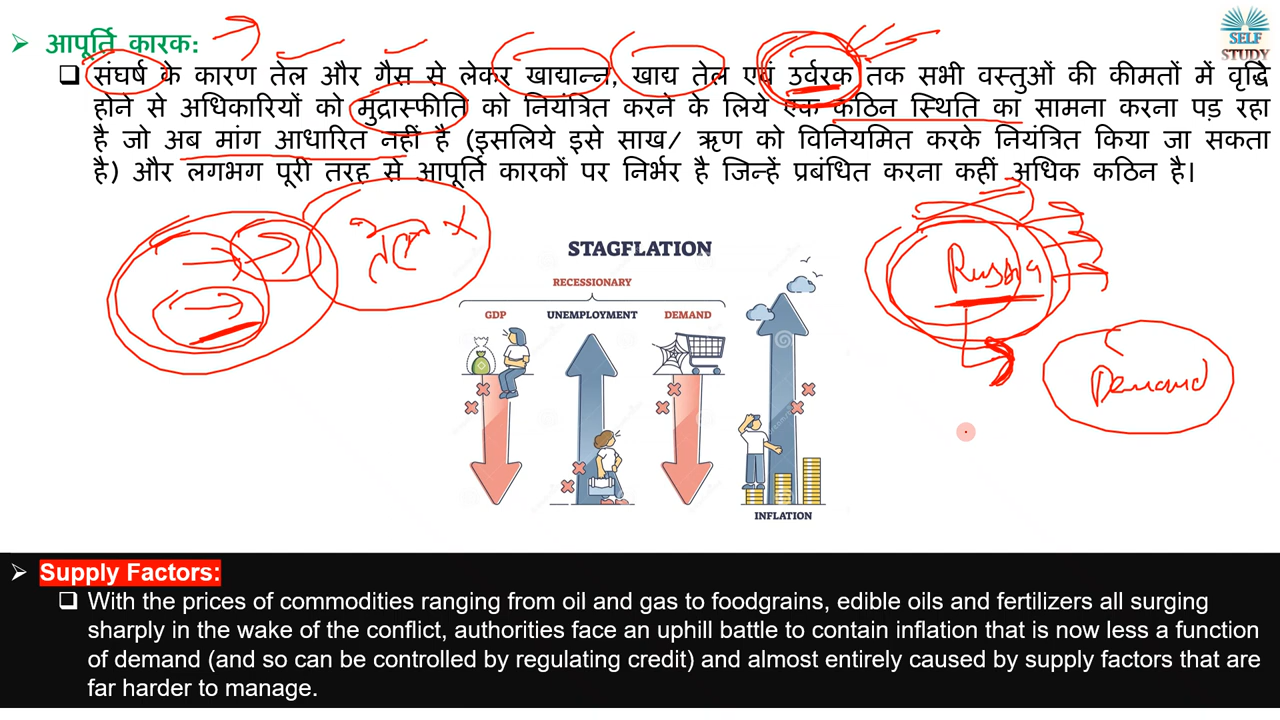 आपूर्ति कारक:
SELF
STUDY
संघर्ष के कारण तेल और गैस से लेकर खाद्यान्न, खाद्य तेल एवं उर्वरक तक सभी वस्तुओं की कीमतों में वृद्धि
होने से अधिकारियों को मुद्रास्फीति को नियंत्रित करने के लिये एक कठिन स्थिति का सामना करना पड़ रहा
है जो अब मांग आधारित नहीं है (इसलिये इसे साख/ ऋण को विनियमित करके नियंत्रित किया जा सकता
है) और लगभग पूरी तरह से आपूर्ति कारकों पर निर्भर है जिन्हें प्रबंधित करना कहीं अधिक कठिन है।
STAGFLATION
Russia
RECESSIONARY
GDP UNEMPLOYMENT DEMAND
Demand
INFLATION
Supply Factors:
With the prices of commodities ranging from oil and gas to foodgrains, edible oils and fertilizers all surging
sharply in the wake of the conflict, authorities face an uphill battle to contain inflation that is now less a function
of demand (and so can be controlled by regulating credit) and almost entirely caused by supply factors that are
far harder to manage.